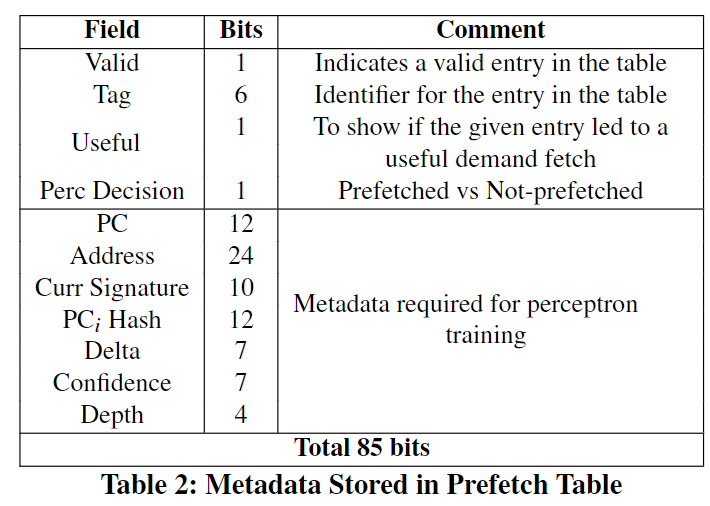 Field Bits Comment
Valid 1 Indicates a valid entry in the table
Tag 6 Identifier for the entry in the table
Useful 1 To show if the given entry led to a
useful demand fetch
Perc Decision 1 Prefetched vs Not-prefetched
PC 12
Address 24
Curr Signature 10
PCi Hash 12
Metadata required for perceptron
training
Delta 7
Confidence 7
Depth 4
Total 85 bits
Table 2: Metadata Stored in Prefetch Table